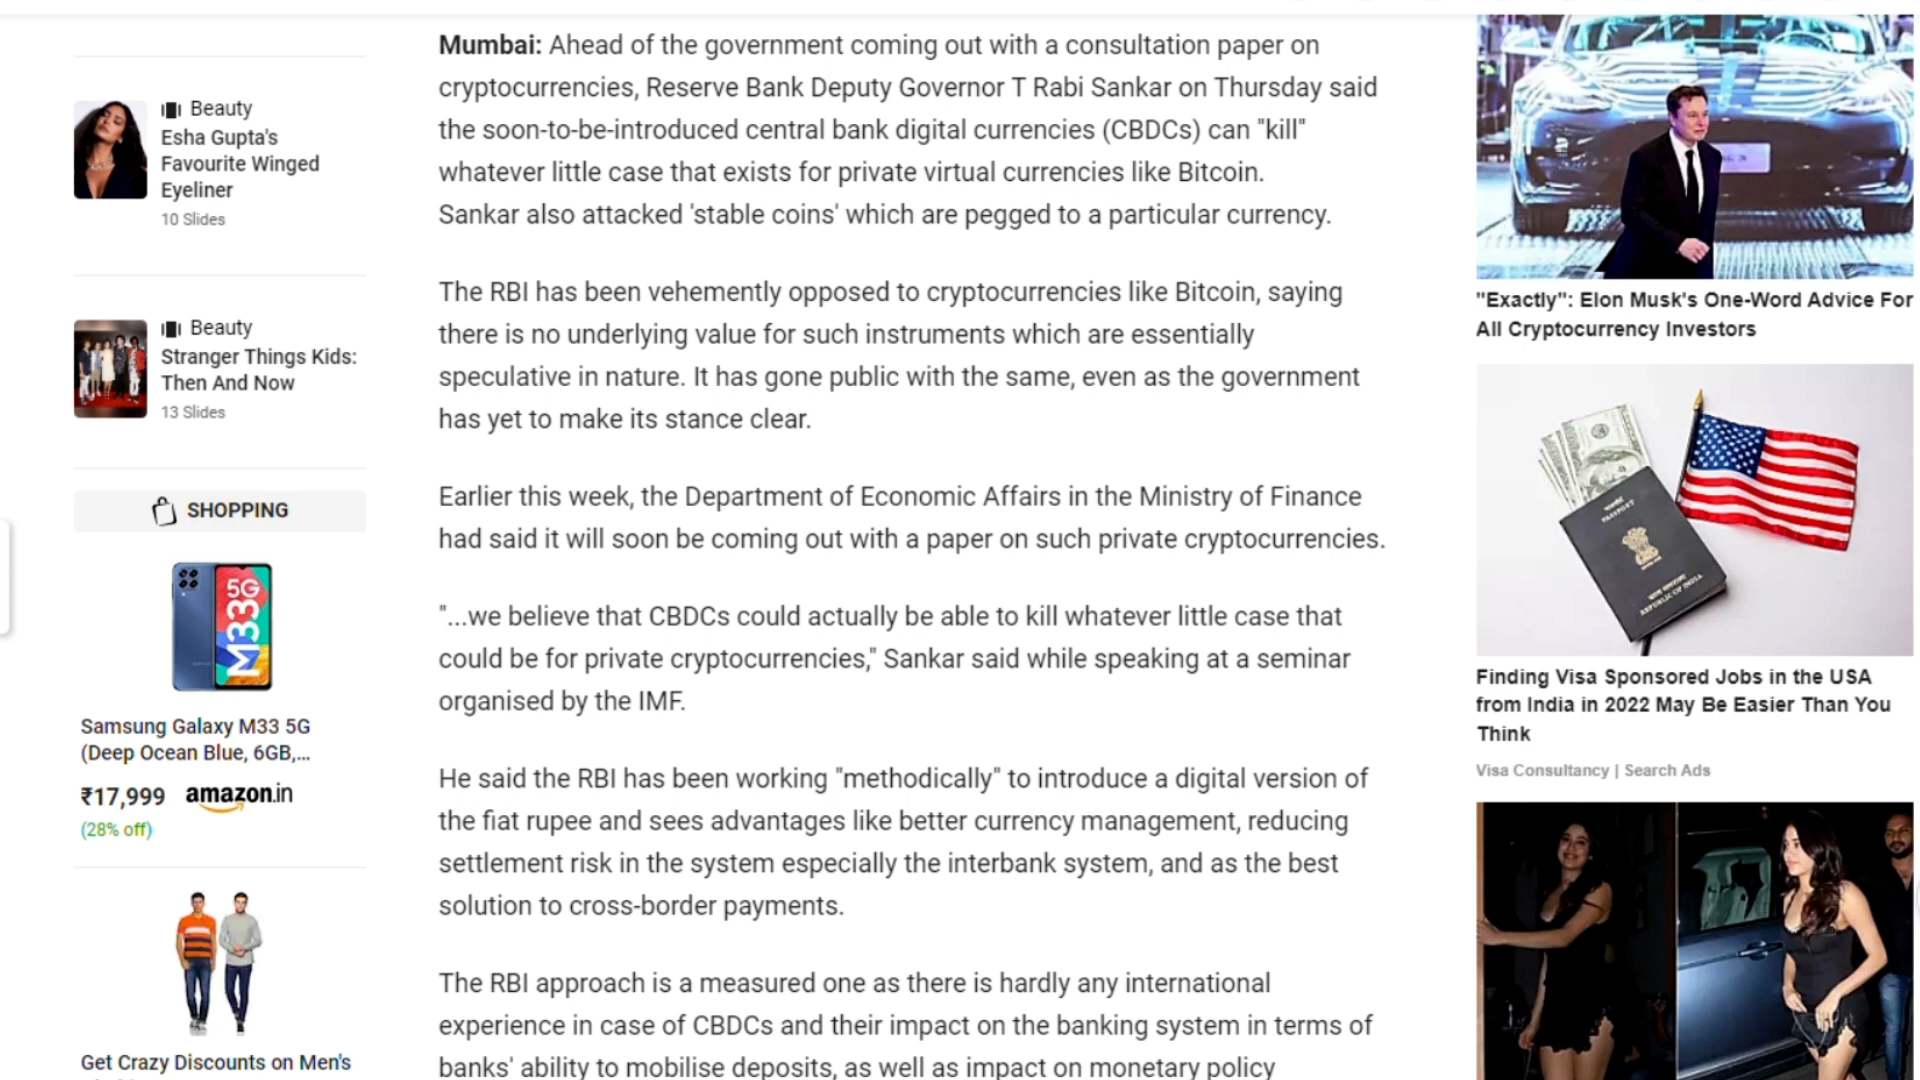 Beauty
Esha Gupta's
Favourite Winged
Eyeliner
10 Slides
Beauty
Stranger Things Kids:
Then And Now
13 Slides
SHOPPING
5G
M33
Samsung Galaxy M33 5G
(Deep Ocean Blue, 6GB,...
₹17,999 amazon.in
(28% off)
Get Crazy Discounts on Men's
Mumbai: Ahead of the government coming out with a consultation paper on
cryptocurrencies, Reserve Bank Deputy Governor T Rabi Sankar on Thursday said
the soon-to-be-introduced central bank digital currencies (CBDCs) can "kill"
whatever little case that exists for private virtual currencies like Bitcoin.
Sankar also attacked 'stable coins' which are pegged to a particular currency.
The RBI has been vehemently opposed to cryptocurrencies like Bitcoin, saying
there is no underlying value for such instruments which are essentially
speculative in nature. It has gone public with the same, even as the government
has yet to make its stance clear.
Earlier this week, the Department of Economic Affairs in the Ministry of Finance
had said it will soon be coming out with a paper on such private cryptocurrencies.
"...we believe that CBDCs could actually be able to kill whatever little case that
could be for private cryptocurrencies," Sankar said while speaking at a seminar
organised by the IMF.
He said the RBI has been working "methodically" to introduce a digital version of
the fiat rupee and sees advantages like better currency management, reducing
settlement risk in the system especially the interbank system, and as the best
solution to cross-border payments.
The RBI approach is a measured one as there is hardly any international
experience in case of CBDCs and their impact on the banking system in terms of
banks' ability to mobilise deposits, as well as impact on monetary policy
"Exactly": Elon Musk's One-Word Advice For
All Cryptocurrency Investors
PASSPORT
REPUBLIC OF INDIA
Finding Visa Sponsored Jobs in the USA
from India in 2022 May Be Easier Than You
Think
Visa Consultancy | Search Ads